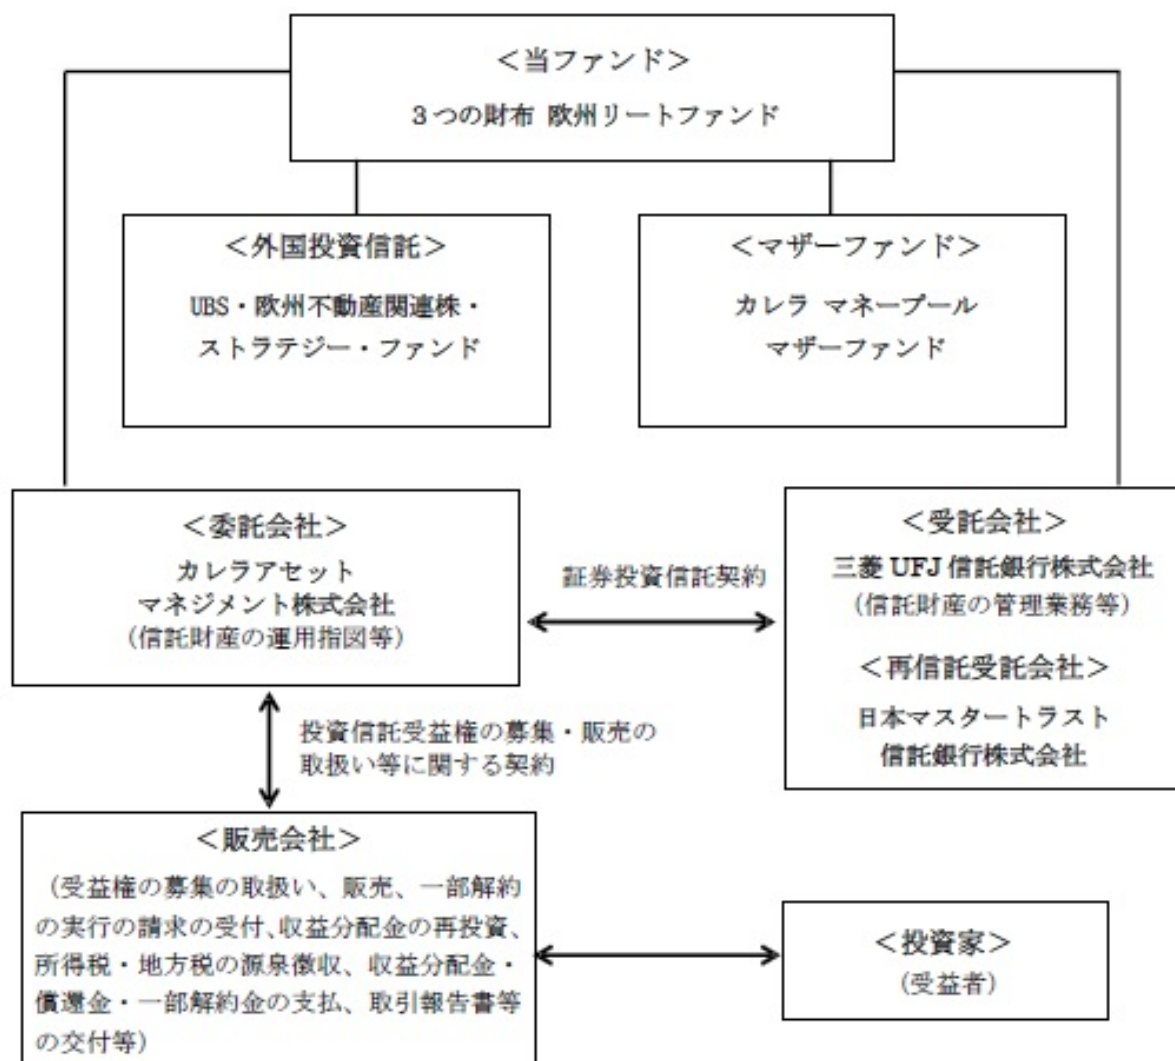 ＜当ファンド＞
3つの財布 欧州リートファンド
＜外国投資信託＞
UBS・欧州不動産関連株・
ストラテジー・ファンド
＜マザーファンド＞
カレラ マネープール
マザーファンド
＜委託会社＞
カレラアセット
マネジメント株式会社
（信託財産の運用指図等）
証券投資信託契約
＜受託会社＞
三菱 UFJ 信託銀行株式会社
（信託財産の管理業務等）
＜再信託受託会社＞
日本マスタートラスト
信託銀行株式会社
投資信託受益権の募集・販売の
取扱い等に関する契約
＜販売会社＞
（受益権の募集の取扱い、販売、一部解約
の実行の請求の受付、収益分配金の再投資、
所得税・地方税の源泉徴収、収益分配金・
償還金・一部解約金の支払、取引報告書等
の交付等）
＜投資家＞
（受益者）